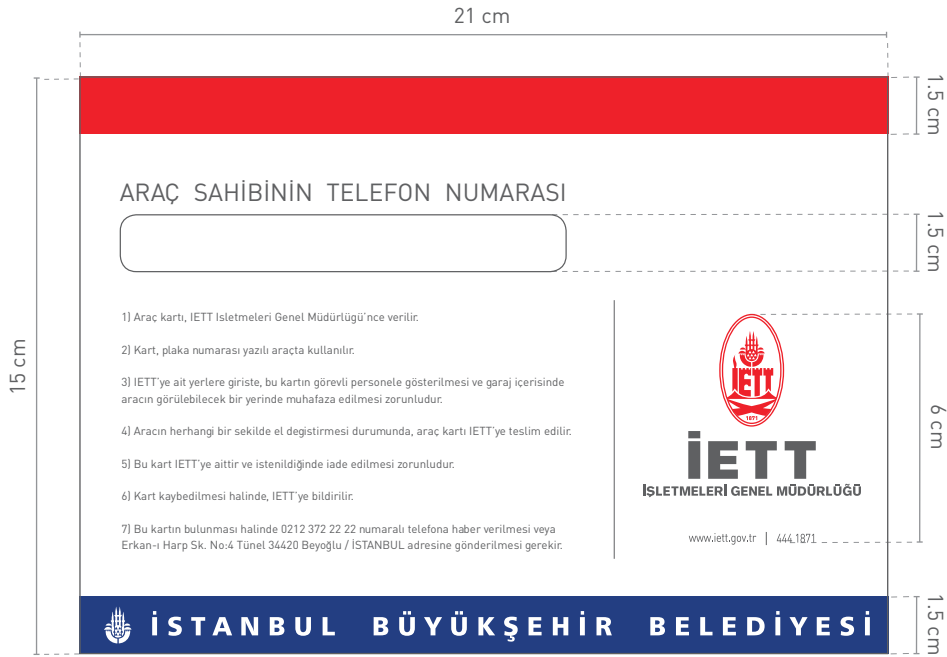 21 cm
1.5 cm
ARAÇ SAHİBİNİN TELEFON NUMARASI
1.5 cm
15 cm
1) Araç kartı, IETT Isletmeleri Genel Müdürlügü'nce verilir.
2) Kart, plaka numarası yazılı araçta kullanılır.
3) IETT'ye ait yerlere giriste, bu kartın görevli personele gösterilmesi ve garaj içerisinde
aracın görülebilecek bir yerinde muhafaza edilmesi zorunludur.
4) Aracın herhangi bir sekilde el degistirmesi durumunda, araç kartı IETT'ye teslim edilir.
5) Bu kart IETT'ye aittir ve istenildiğinde iade edilmesi zorunludur.
6) Kart kaybedilmesi halinde, IETT'ye bildirilir.
7) Bu kartın bulunması halinde 0212 372 22 22 numaralı telefona haber verilmesi veya
Erkan-ı Harp Sk. No:4 Tünel 34420 Beyoğlu / İSTANBUL adresine gönderilmesi gerekir.
İETT
1871
İETT
İŞLETMELERİ GENEL MÜDÜRLÜĞÜ
www.iett.gov.tr | 444 1871
6 cm
İSTANBUL BÜYÜKŞEHİR BELEDİYESİ
1.5 cm